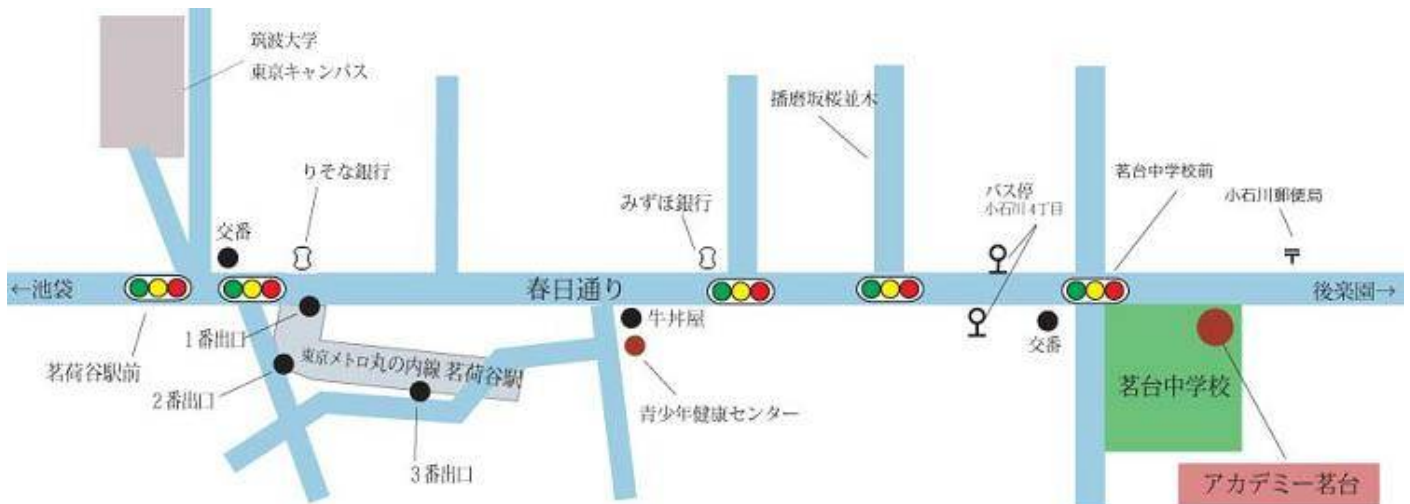 筑波大学
東京キャンパス
播磨坂桜並木
りそな銀行
みずほ銀行
バス停
小石川4丁目
茗台中学校前
小石川郵便局
交番
←池袋
春日通り
後楽園→
1番出口
牛丼屋
交番
茗荷谷駅前
東京メトロ丸の内線 茗荷谷駅
2番出口
青少年健康センター
茗台中学校
3番出口
アカデミー茗台